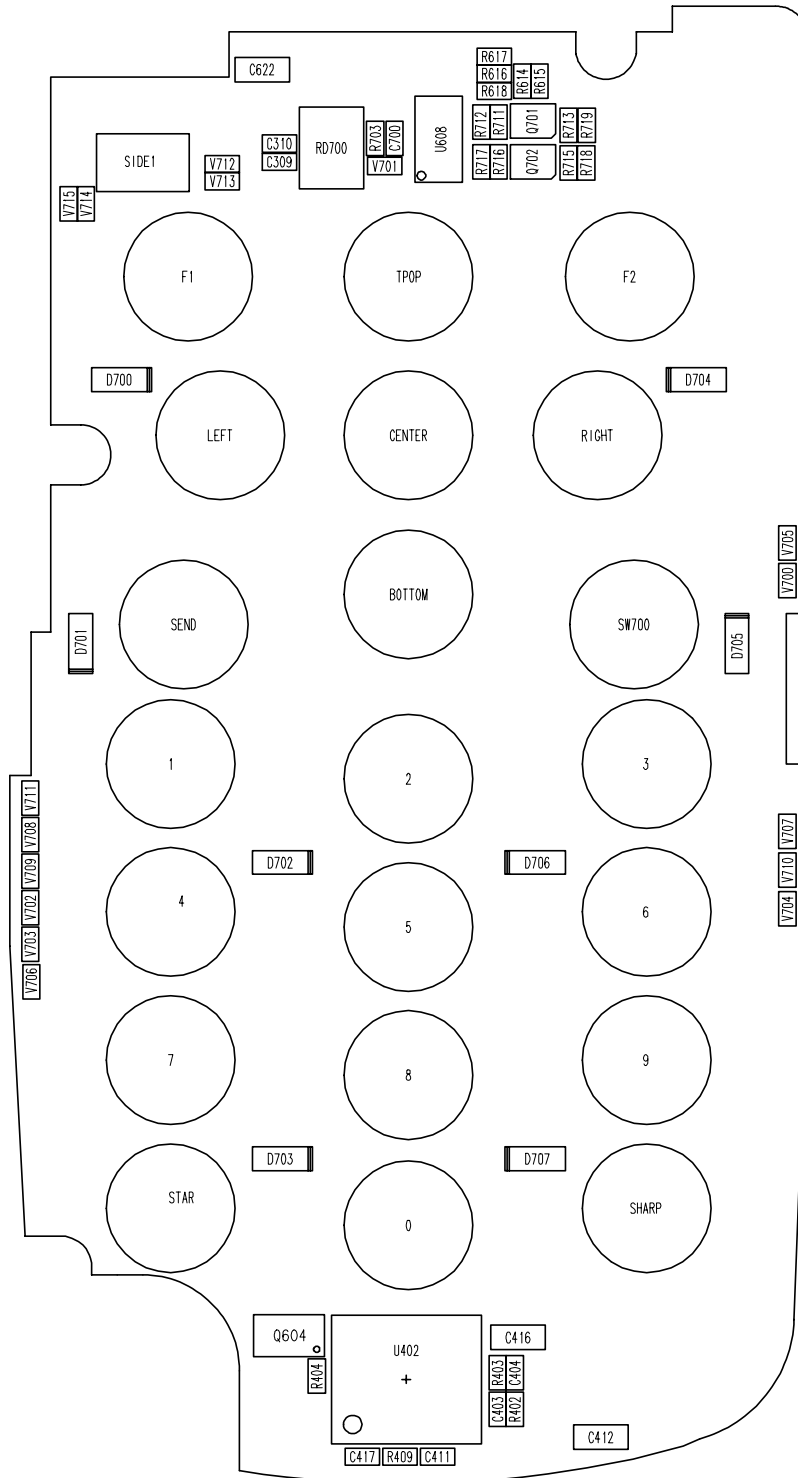 C622
R617
R616
R618
R614
R615
SIDE1
V712
V713
V715
V714
C310
C309
RD700
R703
C700
V701
U608
R712
R711
Q701
R713
R719
R717
R716
Q702
R715
R718
F1
TPOP
F2
D700
D704
LEFT
CENTER
RIGHT
V705
V700
BOTTOM
SEND
SW700
D701
D705
1
2
3
V711
V708
V709
V702
V703
V706
V707
V710
V704
D702
D706
4
5
6
7
8
9
D703
D707
STAR
0
SHARP
Q604
R404
U402
C416
R403
C404
C403
R402
C412
C417
R409
C411